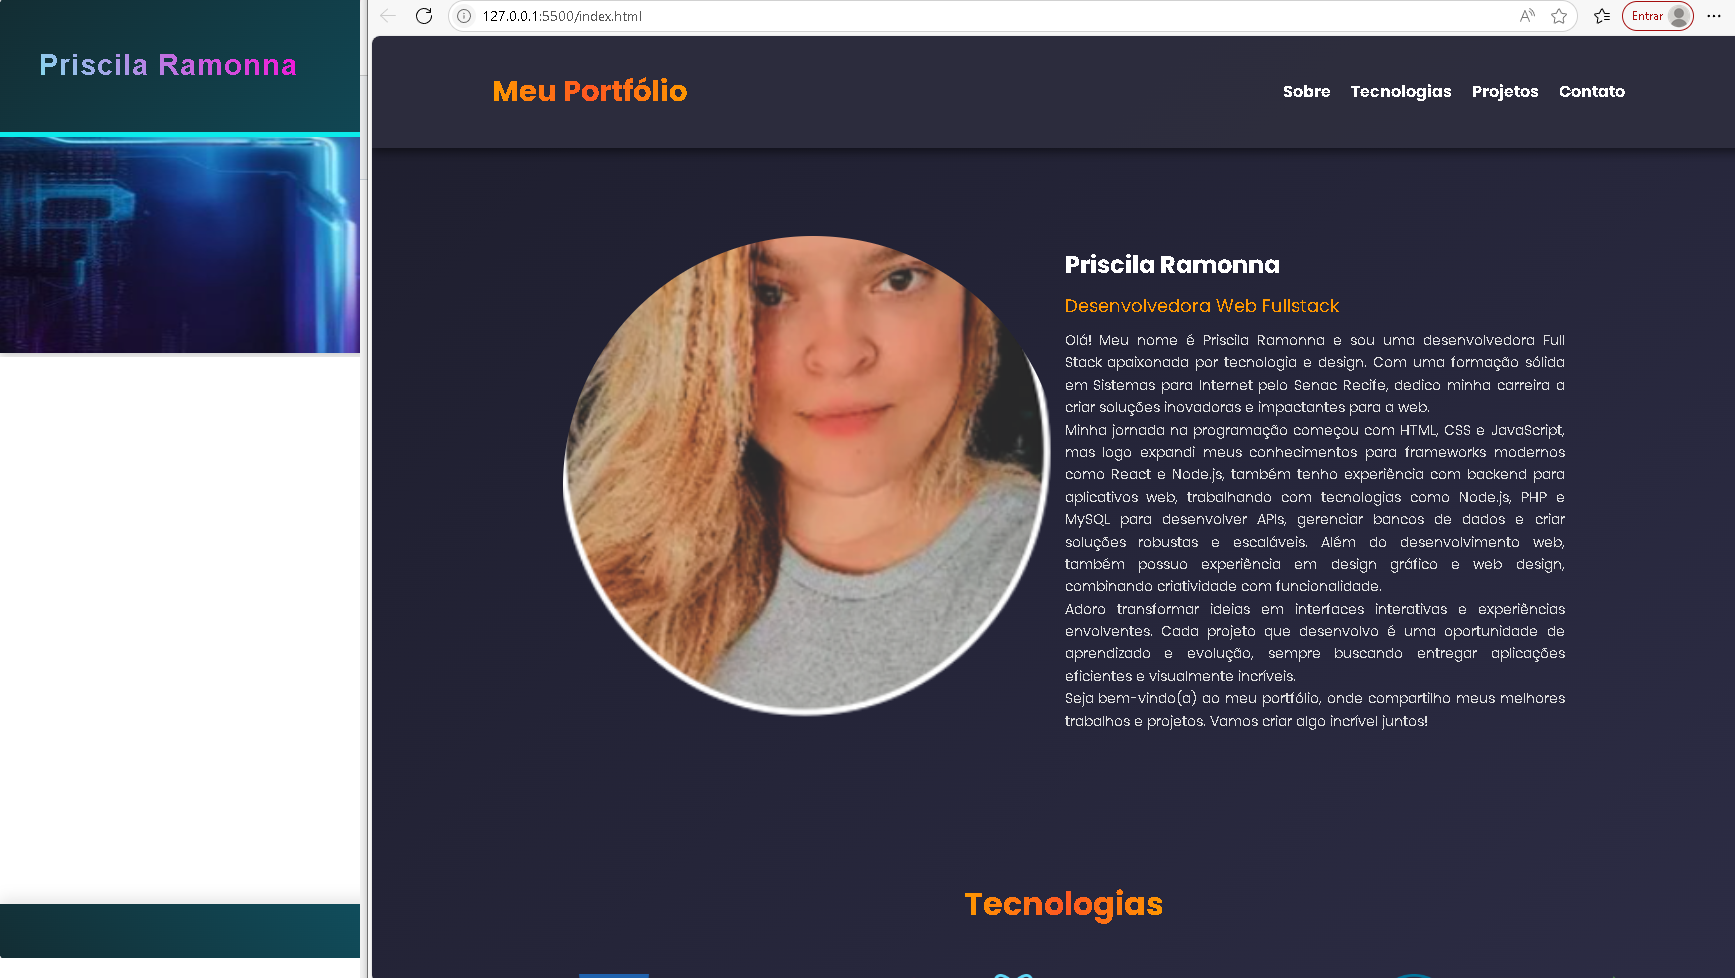 Priscila Ramonna
127.0.0.1:5500/index.html
Entrar
Meu Portfólio
Sobre Tecnologias Projetos Contato
Priscila Ramonna
Desenvolvedora Web Fullstack
Olá! Meu nome é Priscila Ramonna e sou uma desenvolvedora Full
Stack apaixonada por tecnologia e design. Com uma formação sólida
em Sistemas para Internet pelo Senac Recife, dedico minha carreira a
criar soluções inovadoras e impactantes para a web.
Minha jornada na programação começou com HTML, CSS e JavaScript,
mas logo expandi meus conhecimentos para frameworks modernos
como React e Node.js, também tenho experiência com backend para
aplicativos web, trabalhando com tecnologias como Node.js, PHP e
MySQL para desenvolver APIs, gerenciar bancos de dados e criar
soluções robustas e escaláveis. Além do desenvolvimento web,
também possuo experiência em design gráfico e web design,
combinando criatividade com funcionalidade.
Adoro transformar ideias em interfaces interativas e experiências
envolventes. Cada projeto que desenvolvo é uma oportunidade de
aprendizado e evolução, sempre buscando entregar aplicações
eficientes e visualmente incríveis.
Seja bem-vindo(a) ao meu portfólio, onde compartilho meus melhores
trabalhos e projetos. Vamos criar algo incrível juntos!
Tecnologias